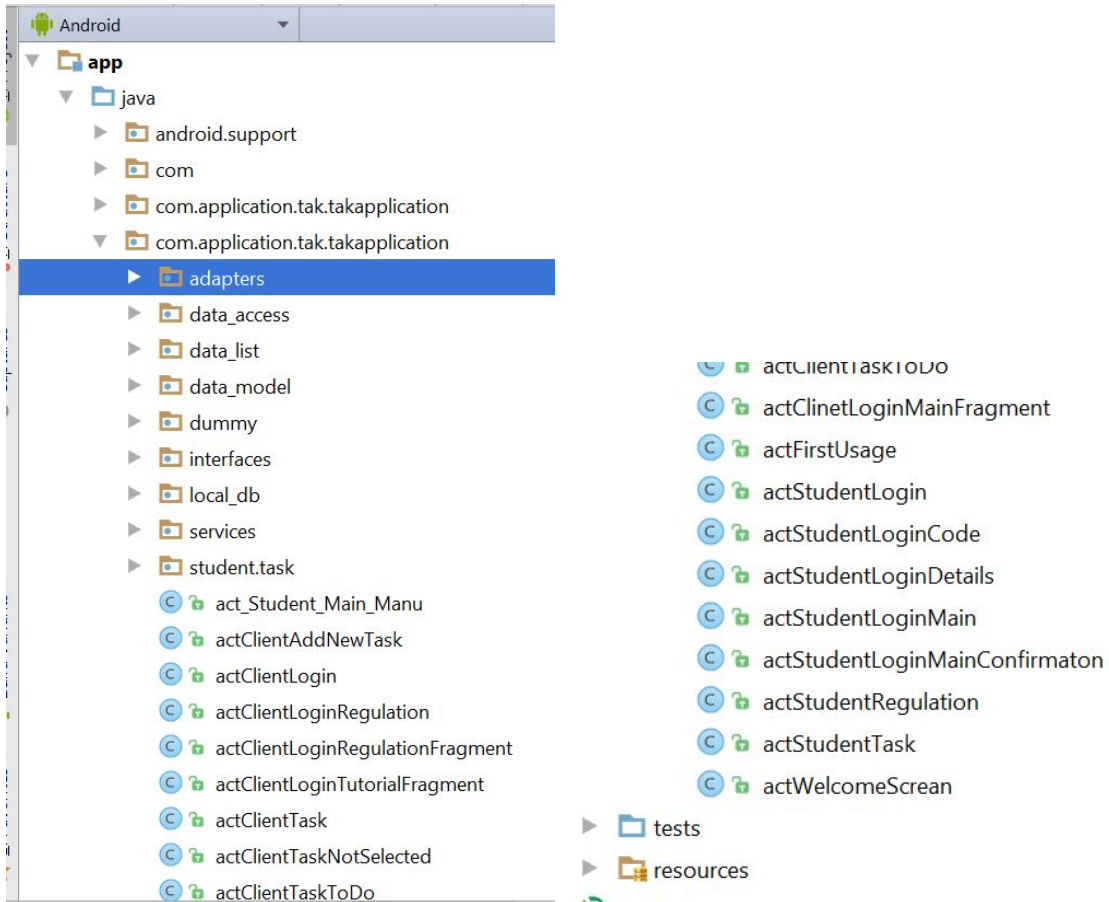 Android
app
java
android.support
com
com.application.tak.takapplication
com.application.tak.takapplication
adapters
data_access
data_list
data_model
dummy
interfaces
local_db
services
student.task
act_Student_Main_Manu
actClientAddNewTask
actClientLogin
actClientLoginRegulation
actClientLoginRegulationFragment
actClientLoginTutorialFragment
actClientTask
actClientTaskNotSelected
actClientTaskToDo
actClientTaskToDo
actClinetLoginMainFragment
actFirstUsage
actStudentLogin
actStudentLoginCode
actStudentLoginDetails
actStudentLoginMain
actStudentLoginMainConfirmaton
actStudentRegulation
actStudentTask
actWelcomeScrean
tests
resources